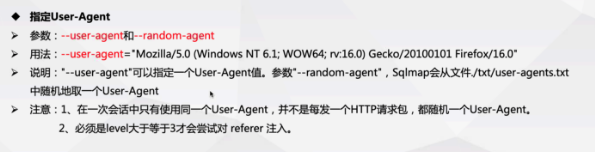 指定User-Agent
参数：--user-agent和--random-agent
用法：--user-agent="Mozilla/5.0 (Windows NT 6.1; WOW64; rv:16.0) Gecko/20100101 Firefox/16.0"
说明："--user-agent"可以指定一个User-Agent值。参数"--random-agent"，Sqlmap会从文件./txt/user-agents.txt
中随机地取一个User-Agent
注意：1、在一次会话中只有使用同一个User-Agent，并不是每发一个HTTP请求包，都随机一个User-Agent。
2、必须是level大于等于3才会尝试对 referer 注入。